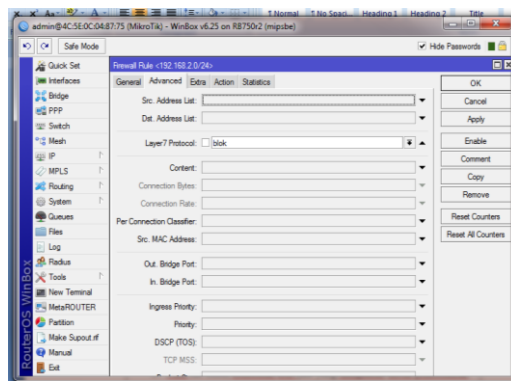 1 Normal 1 No Spaci... Heading 1 Heading 2 Title
admin@4C:5E:0C:04:87:75 (MikroTik) - WinBox v6.25 on RB750r2 (mipsbe)
Safe Mode
Hide Passwords
Quick Set
Interfaces
Bridge
PPP
Switch
Mesh
IP
MPLS
Routing
System
Queues
Files
Log
Radius
Tools
New Terminal
MetaROUTER
Partition
Make Supout.rif
Manual
Exit
RouterOS WinBox
Firewall Rule <192.168.2.0/24>
General Advanced Extra Action Statistics
Src. Address List:
Dst. Address List:
Layer7 Protocol: blok
Content:
Connection Bytes:
Connection Rate:
Per Connection Classifier:
Src. MAC Address:
Out. Bridge Port:
In. Bridge Port:
Ingress Priority:
Priority:
DSCP (TOS):
TCP MSS:
OK
Cancel
Apply
Enable
Comment
Copy
Remove
Reset Counters
Reset All Counters